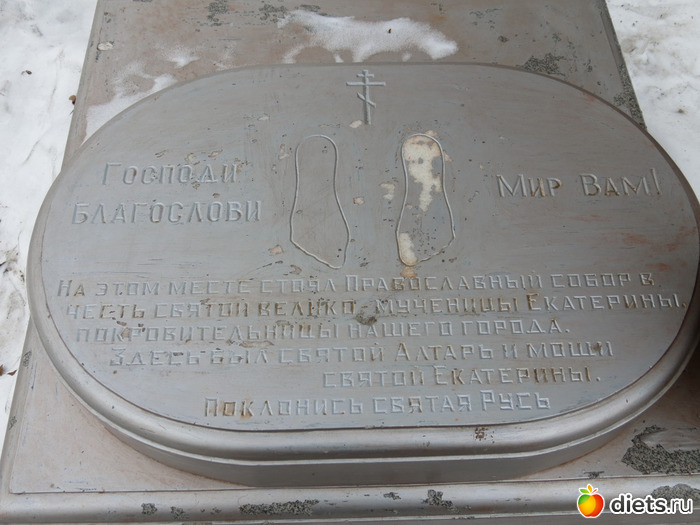 Господи
благослови
Мир Вам!
На этом месте стоял Православный собор в
честь святой велико - мученицы Екатерины,
покровительницы нашего города.
Здесь был святой Алтарь и мощи
святой Екатерины.
Поклонись святая Русь
diets.ru